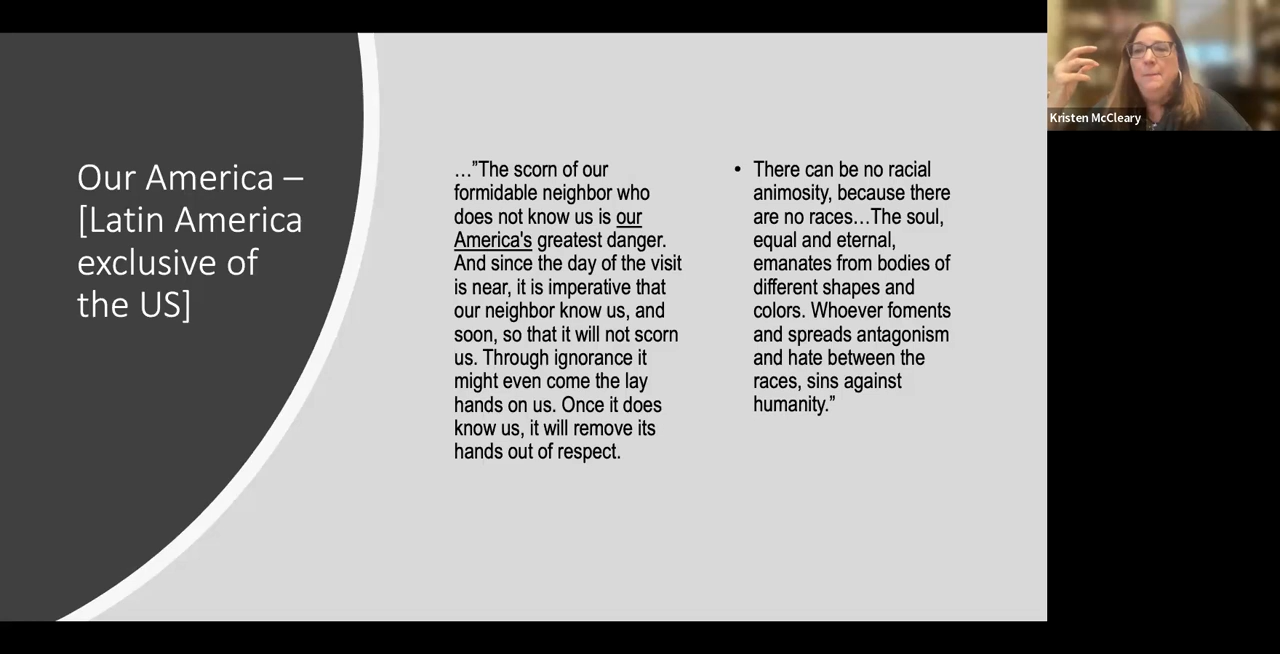 Our America –
[Latin America
exclusive of
the US]
…”The scorn of our
formidable neighbor who
does not know us is our
America's greatest danger.
And since the day of the visit
is near, it is imperative that
our neighbor know us, and
soon, so that it will not scorn
us. Through ignorance it
might even come the lay
hands on us. Once it does
know us, it will remove its
hands out of respect.
• There can be no racial
animosity, because there
are no races…The soul,
equal and eternal,
emanates from bodies of
different shapes and
colors. Whoever foments
and spreads antagonism
and hate between the
races, sins against
humanity.”
Kristen McCleary